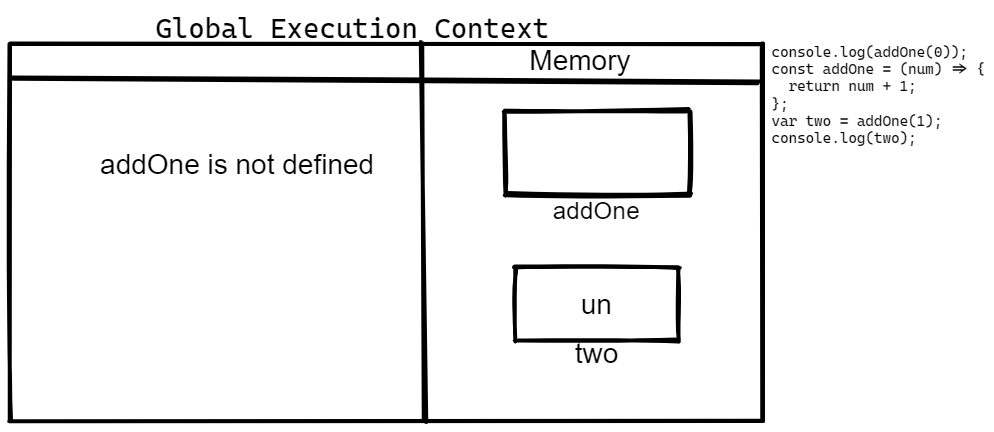 Global Execution Context
Memory
addOne is not defined
addOne
un
two
console.log(addOne(0));
const addOne = (num) => {
  return num + 1;
};
var two = addOne(1);
console.log(two);